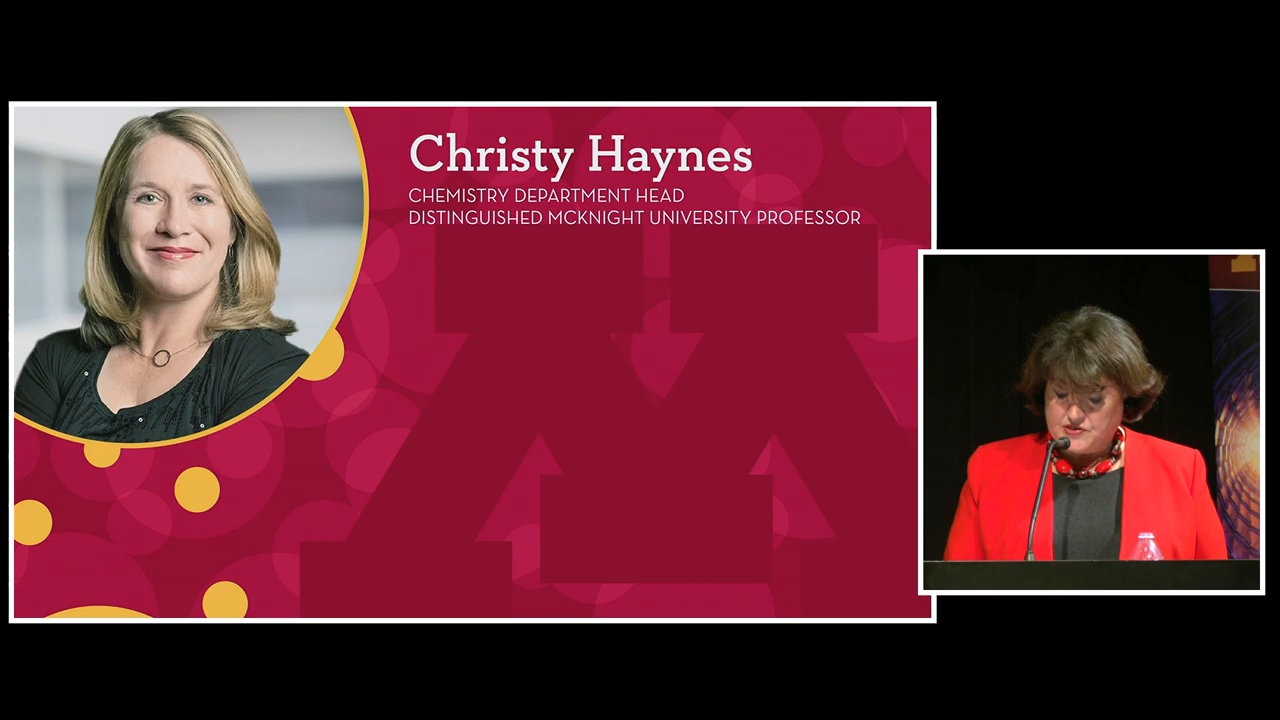 Christy Haynes
CHEMISTRY DEPARTMENT HEAD
DISTINGUISHED MCKNIGHT UNIVERSITY PROFESSOR